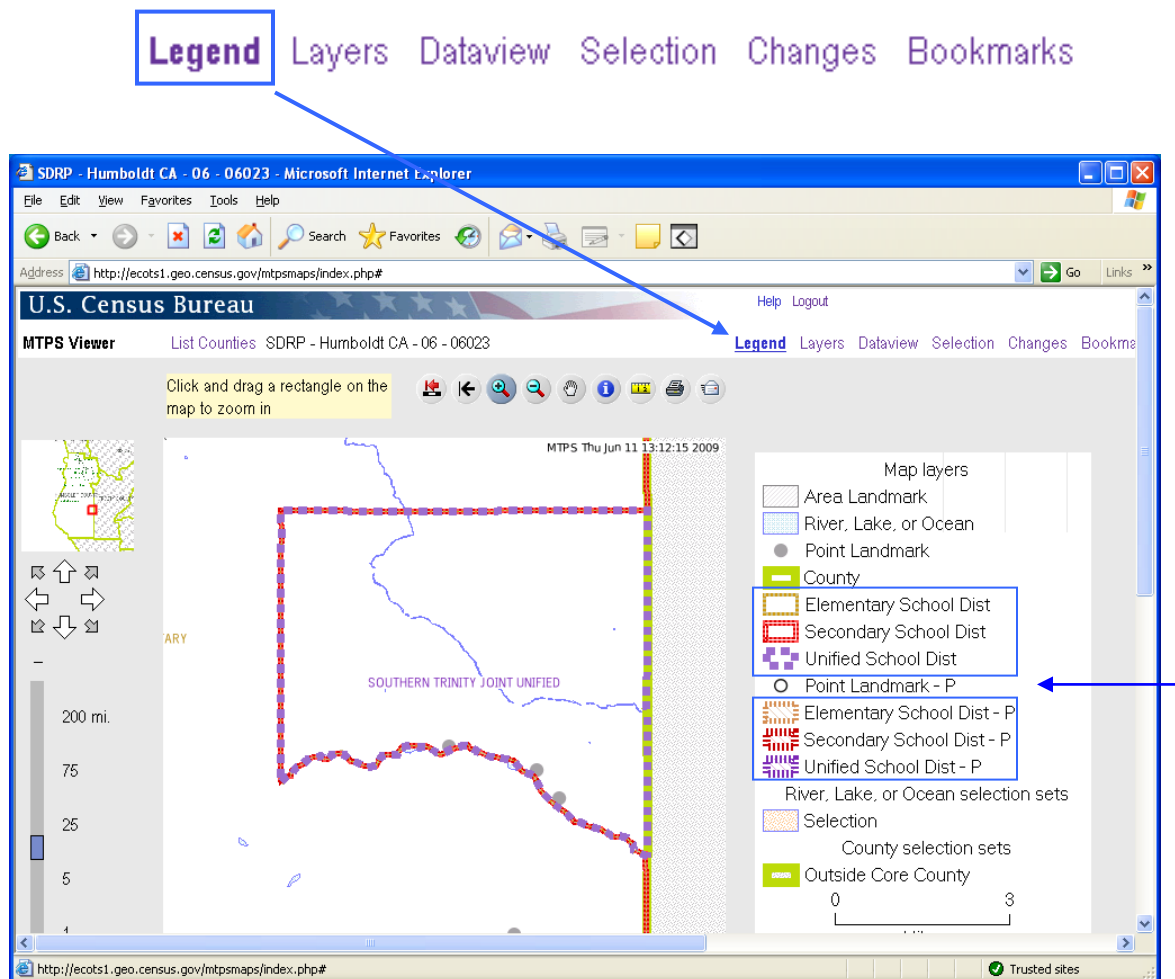 Legend Layers Dataview Selection Changes Bookmarks
SDRP - Humboldt CA - 06 - 06023 - Microsoft Internet Explorer
File Edit View Favorites Tools Help
Back Search Favorites
Address http://ecots1.geo.census.gov/mtpsmaps/index.php# Go Links »
U.S. Census Bureau Help Logout
MTPS Viewer List Counties SDRP - Humboldt CA - 06 - 06023 Legend Layers Dataview Selection Changes Bookma
Click and drag a rectangle on the
map to zoom in
MTPS Thu Jun 11 13:12:15 2009
Map layers
Area Landmark
River, Lake, or Ocean
Point Landmark
County
Elementary School Dist
Secondary School Dist
Unified School Dist
Point Landmark - P
Elementary School Dist - P
Secondary School Dist - P
Unified School Dist - P
River, Lake, or Ocean selection sets
Selection
County selection sets
Outside Core County
0 3
ARY
SOUTHERN TRINITY JOINT UNIFIED
200 mi.
75
25
5
1
http://ecots1.geo.census.gov/mtpsmaps/index.php# Trusted sites